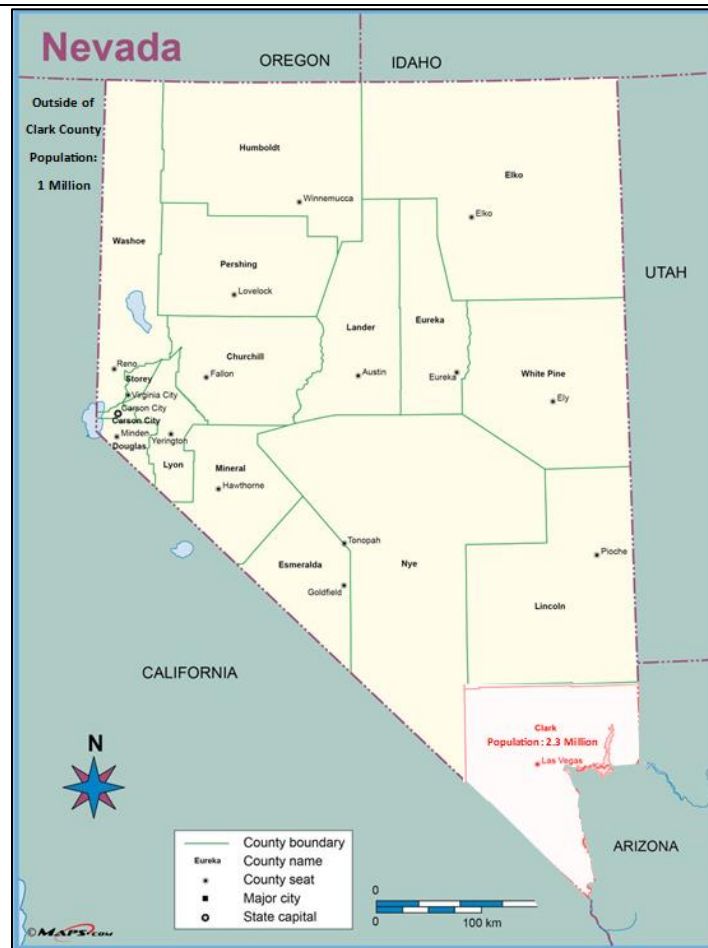 Nevada
OREGON
IDAHO
Outside of
Clark County
Population:
1 Million
Humboldt
Winnemucca
Elko
Elko
Washoe
UTAH
Pershing
Lovelock
Lander
Eureka
Churchill
Reno
Storey
Fallon
Austin
Eureka
White Pine
Virginia City
Ely
Carson City
Carson City
Minden
Yerington
Douglas
Lyon
Mineral
Hawthorne
Tonopah
Pioche
Esmeralda
Nye
Goldfield
Lincoln
CALIFORNIA
Clark
Population: 2.3 Million
Las Vegas
N
ARIZONA
County boundary
Eureka County name
County seat
Major city
State capital
0
0 100 km
©MAPS.COM